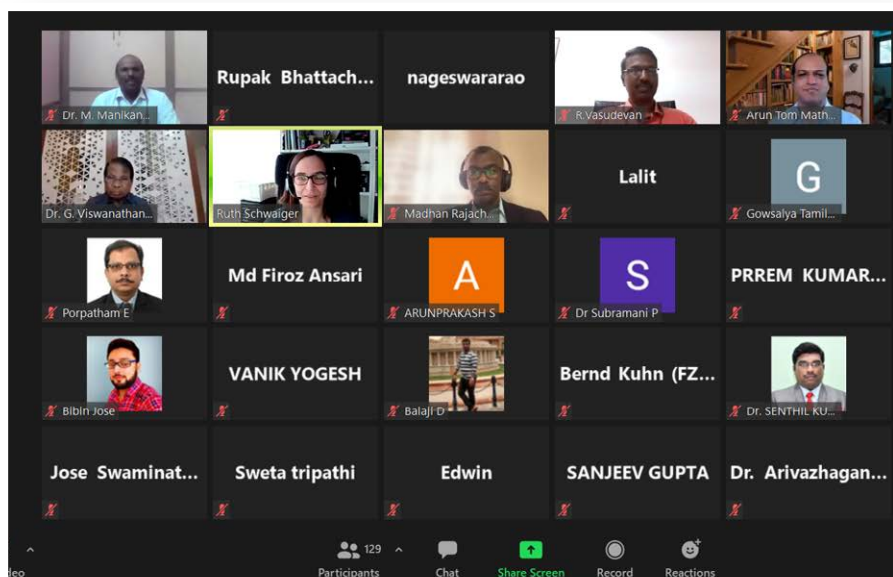 Dr. M. Manikan...
Rupak Bhattach...
nageswararao
R.Vasudevan
Arun Tom Math...
Dr. G. Viswanathan...
Ruth Schwaiger
Madhan Rajach...
Lalit
G
Gowsalya Tamil...
Porpatham E
Md Firoz Ansari
A
ARUNPRAKASH S
S
Dr Subramani P
PRREM KUMAR...
Bibin Jose
VANIK YOGESH
Balaji D
Bernd Kuhn (FZ...
Dr. SENTHIL KU...
Jose Swaminat...
Sweta tripathi
Edwin
SANJEEV GUPTA
Dr. Arivazhagan...
129
deo
Participants
Chat
Share Screen
Record
Reactions